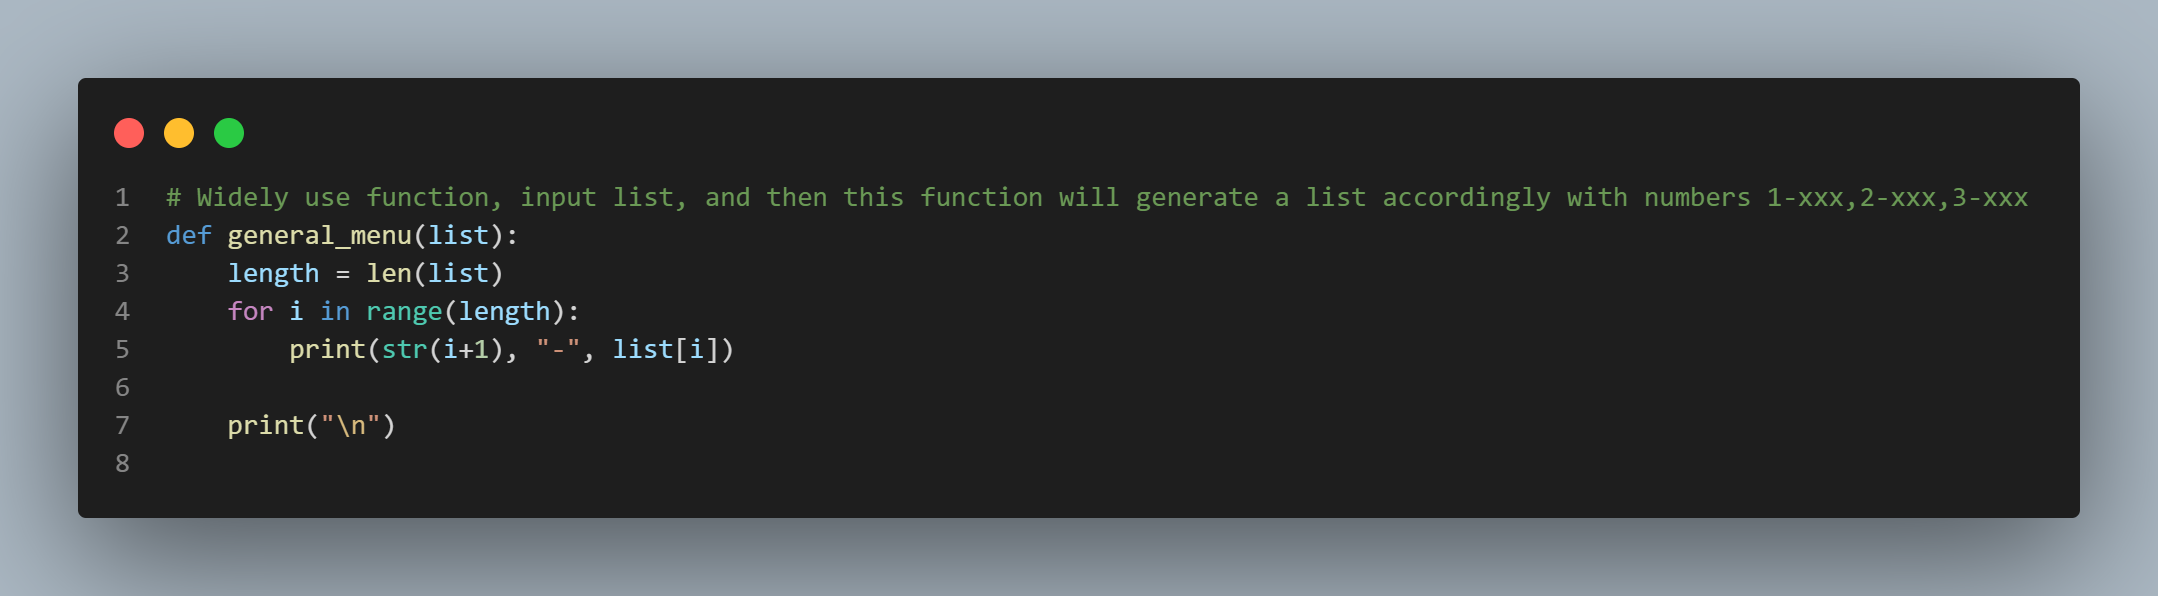 1 # Widely use function, input list, and then this function will generate a list accordingly with numbers 1-xxx,2-xxx,3-xxx
2 def general_menu(list):
3     length = len(list)
4     for i in range(length):
5         print(str(i+1), "-", list[i])
6
7     print("\n")
8